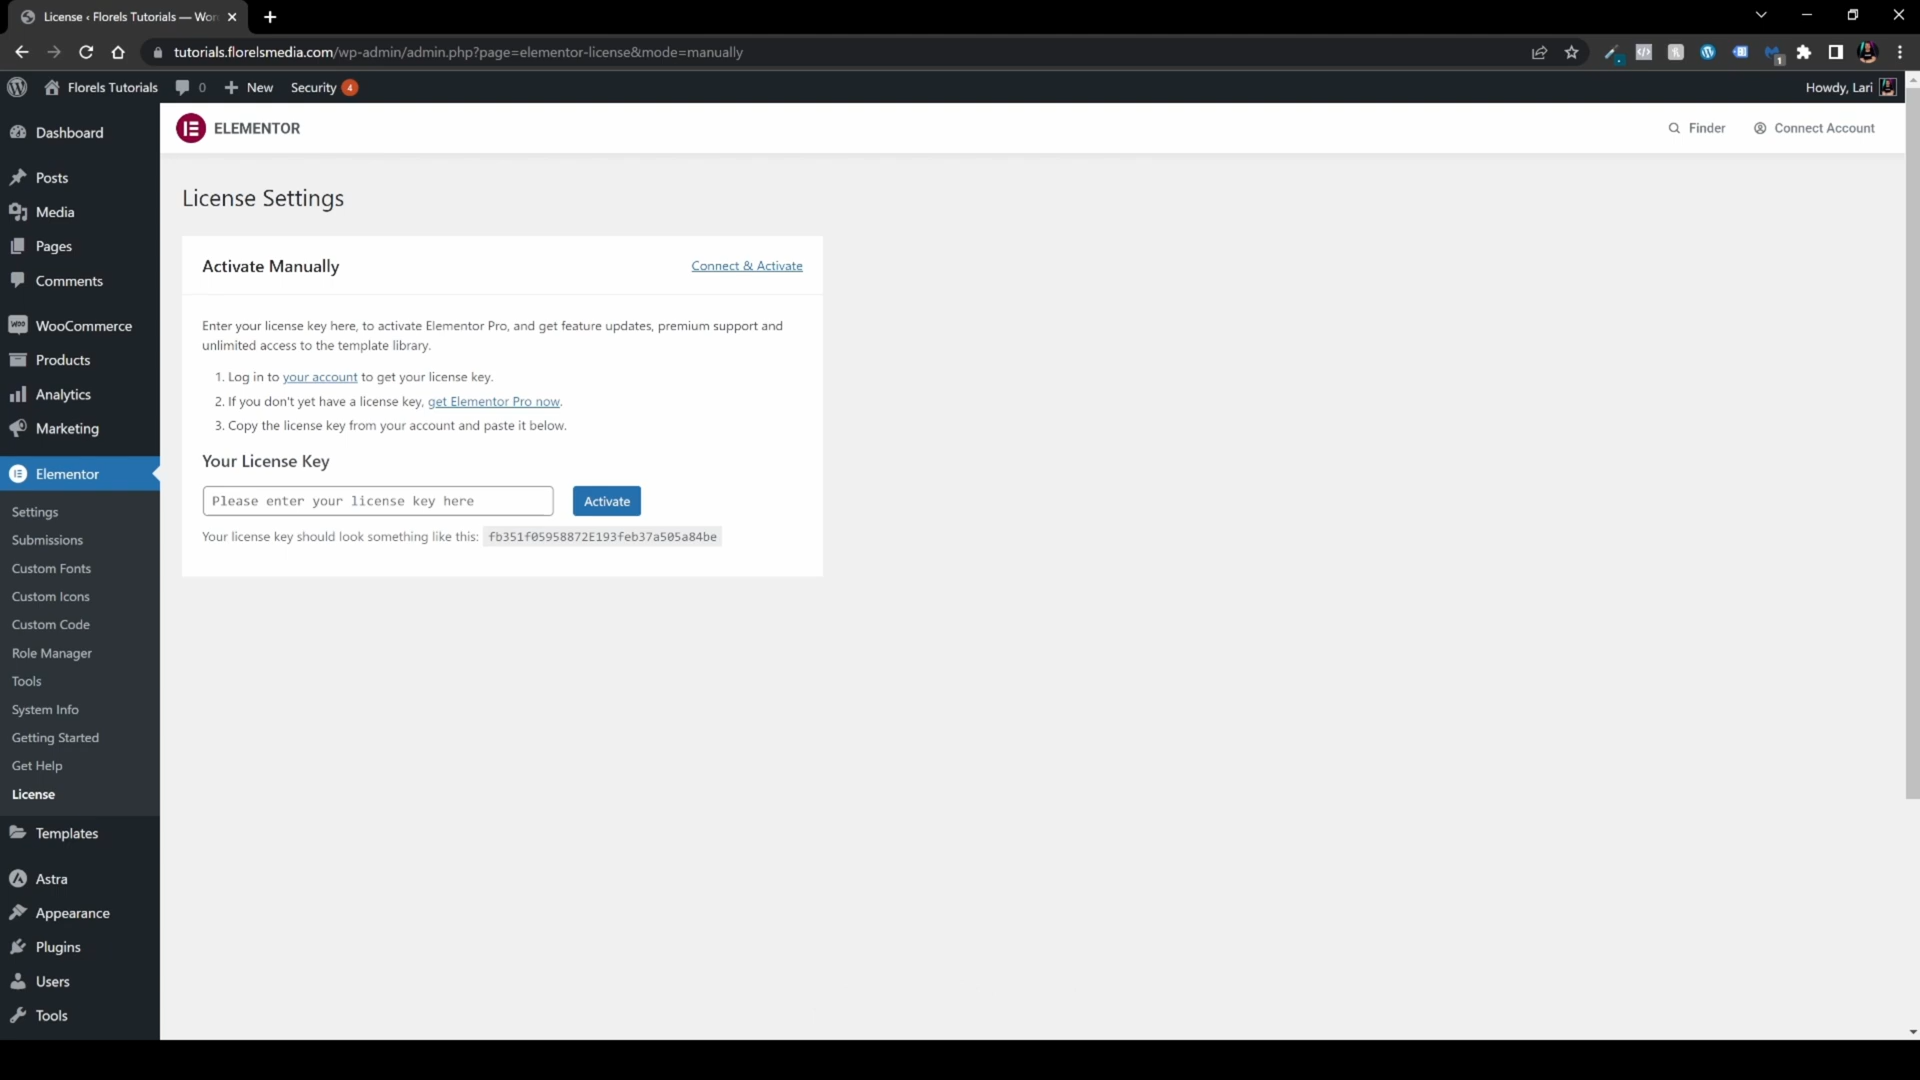 License ‹ Florels Tutorials — Wor
tutorials.florelsmedia.com/wp-admin/admin.php?page=elementor-license&mode=manually
1
Florels Tutorials
0
New
Security
4
Howdy, Lari
Dashboard
Posts
Media
Pages
Comments
WooCommerce
Products
Analytics
Marketing
Elementor
Settings
Submissions
Custom Fonts
Custom Icons
Custom Code
Role Manager
Tools
System Info
Getting Started
Get Help
License
Templates
Astra
Appearance
Plugins
Users
Tools
ELEMENTOR
Finder
Connect Account
License Settings
Activate Manually
Connect & Activate
Enter your license key here, to activate Elementor Pro, and get feature updates, premium support and
unlimited access to the template library.
1. Log in to your account to get your license key.
2. If you don't yet have a license key, get Elementor Pro now.
3. Copy the license key from your account and paste it below.
Your License Key
Please enter your license key here
Activate
Your license key should look something like this: fb351f05958872E193feb37a505a84be